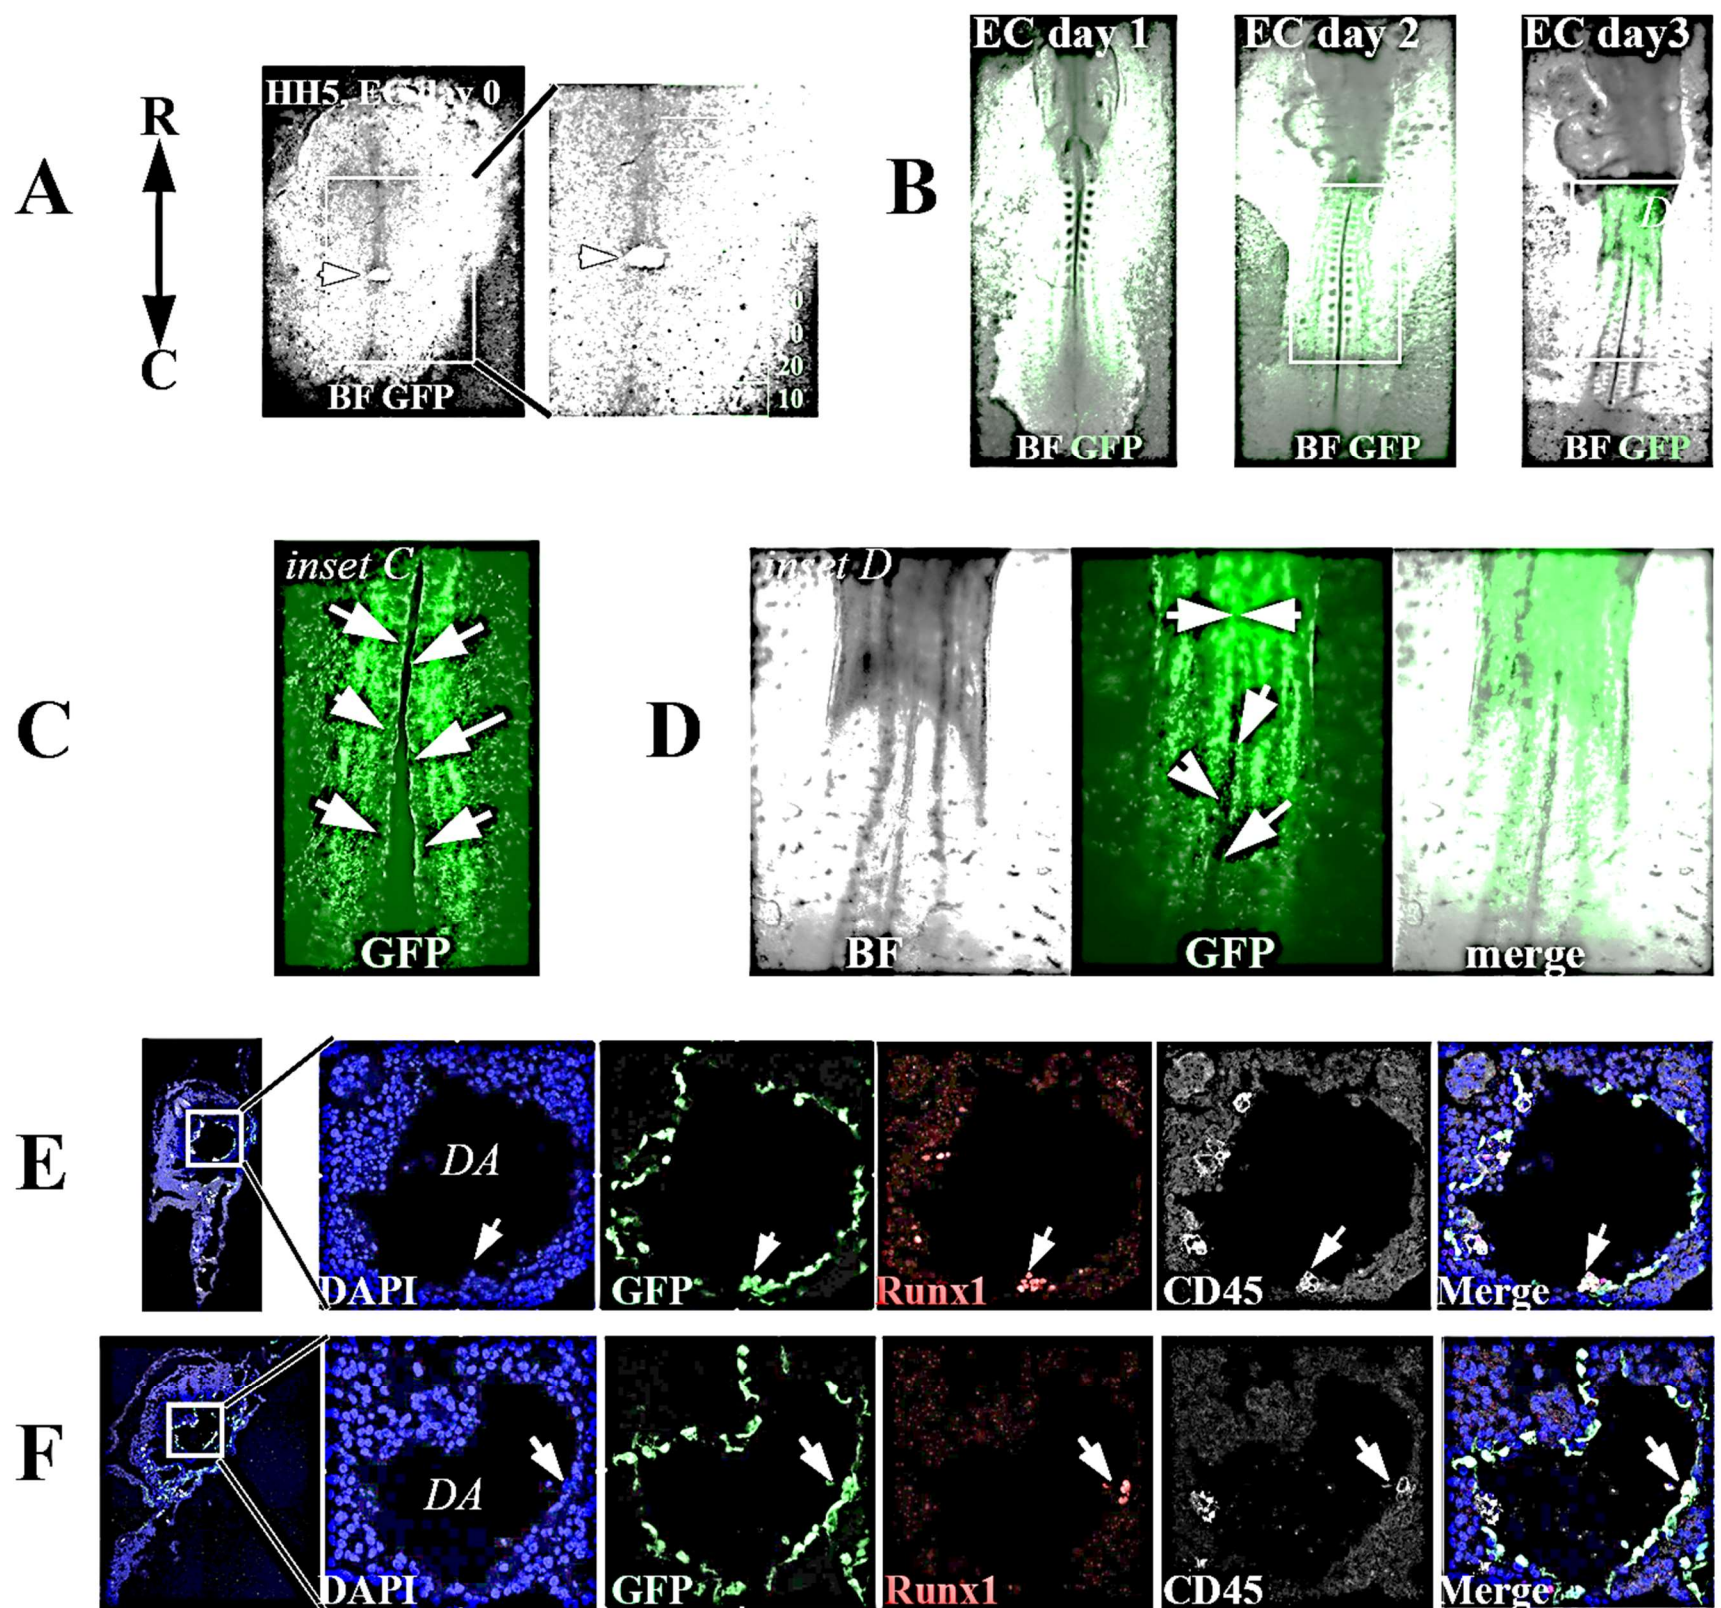 A
R
C
HH5, EC day 0
BF GFP
20
10
B
EC day 1
BF GFP
EC day 2
C
BF GFP
EC day3
D
BF GFP
C
inset C
GFP
D
inset D
BF
GFP
merge
E
DA
DAPI
GFP
Runx1
CD45
Merge
F
DA
DAPI
GFP
Runx1
CD45
Merge